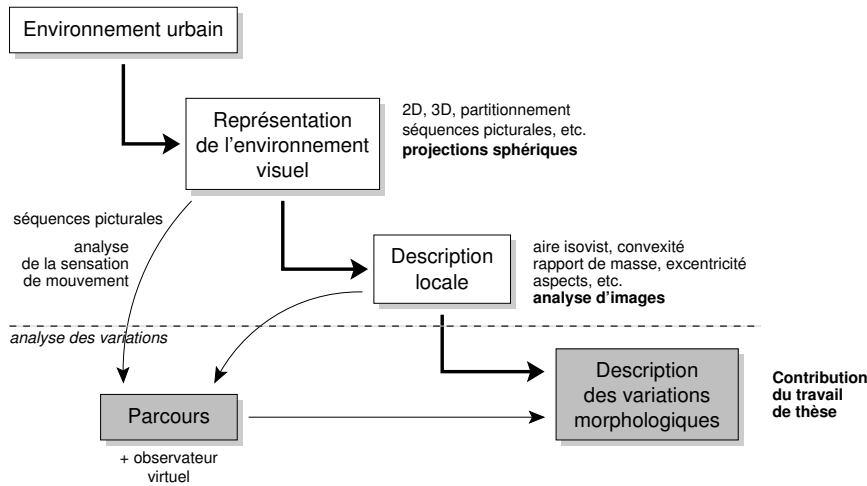 Environnement urbain
Représentation
de l'environnement
visuel
2D, 3D, partitionnement
séquences picturales, etc.
projections sphériques
séquences picturales
analyse
de la sensation
de mouvement
Description
locale
aire isovist, convexité
rapport de masse, excentricité
aspects, etc.
analyse d'images
analyse des variations
Description
des variations
morphologiques
Contribution
du travail
de thèse
Parcours
+ observateur
virtuel